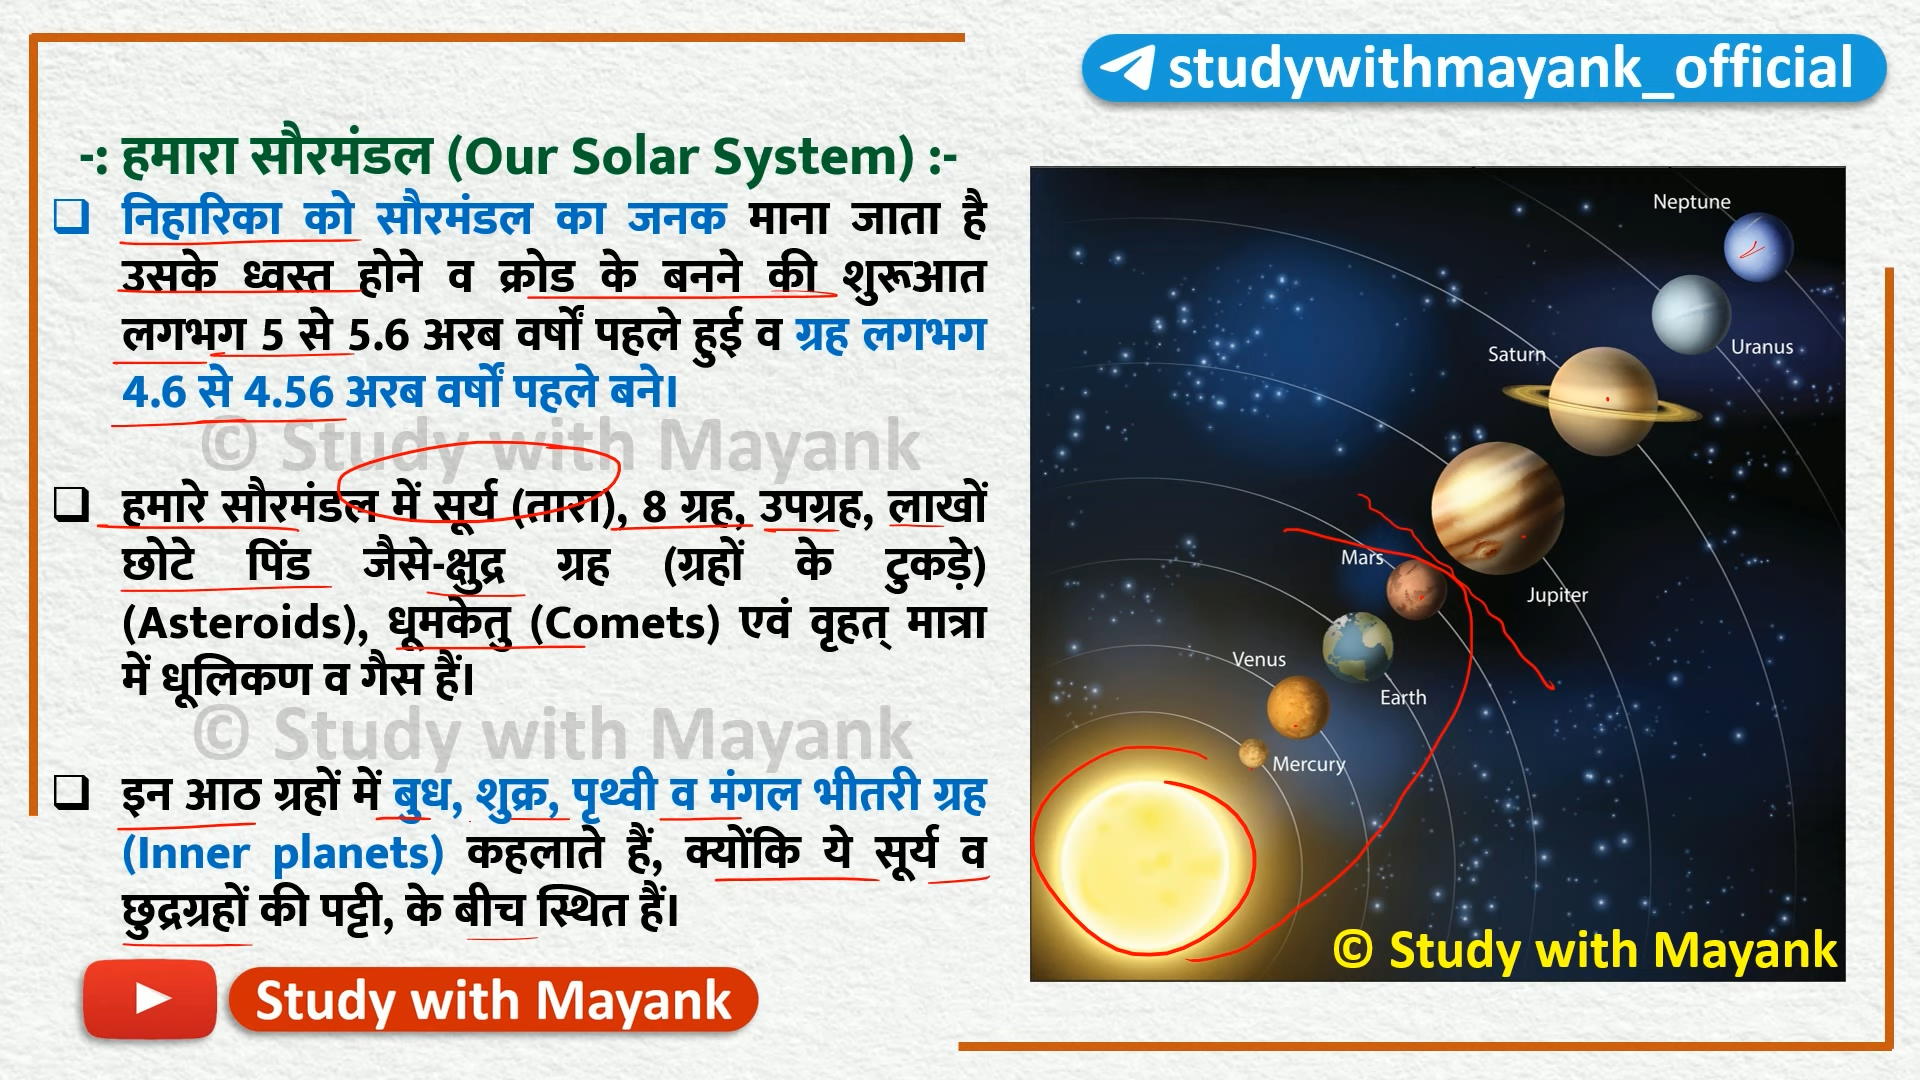 studywithmayank_official
-: हमारा सौरमंडल (Our Solar System) :-
निहारिका को सौरमंडल का जनक माना जाता है
उसके ध्वस्त होने व क्रोड के बनने की शुरूआत
लगभग 5 से 5.6 अरब वर्षों पहले हुई व ग्रह लगभग
4.6 से 4.56 अरब वर्षों पहले बने।
© Study with Mayank
हमारे सौरमंडल में सूर्य (तारा), 8 ग्रह, उपग्रह, लाखों
छोटे पिंड जैसे-क्षुद्र ग्रह (ग्रहों के टुकड़े)
(Asteroids), धूमकेतु (Comets) एवं वृहत् मात्रा
में धूलिकण व गैस हैं।
© Study with Mayank
इन आठ ग्रहों में बुध, शुक्र, पृथ्वी व मंगल भीतरी ग्रह
(Inner planets) कहलाते हैं, क्योंकि ये सूर्य व
छुद्रग्रहों की पट्टी, के बीच स्थित हैं।
Study with Mayank
Neptune
Uranus
Saturn
Mars
Jupiter
Venus
Earth
Mercury
© Study with Mayank